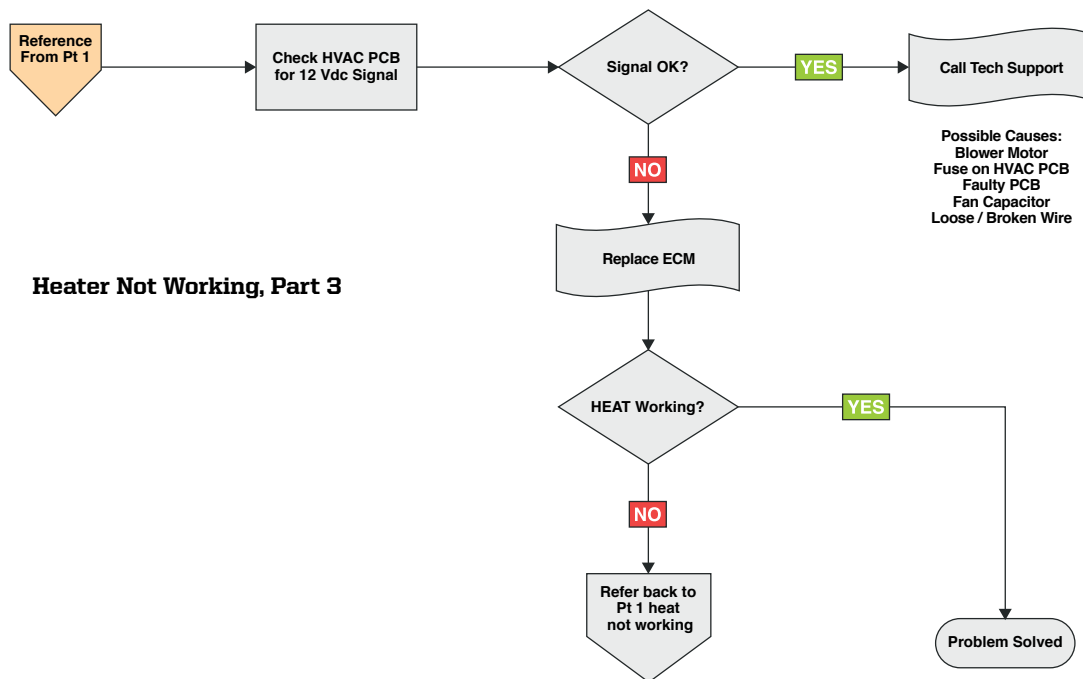 Reference
From Pt 1
Check HVAC PCB
for 12 Vdc Signal
Signal OK?
YES
Call Tech Support
Possible Causes:
Blower Motor
Fuse on HVAC PCB
Faulty PCB
Fan Capacitor
Loose / Broken Wire
NO
Replace ECM
Heater Not Working, Part 3
HEAT Working?
YES
NO
Refer back to
Pt 1 heat
not working
Problem Solved